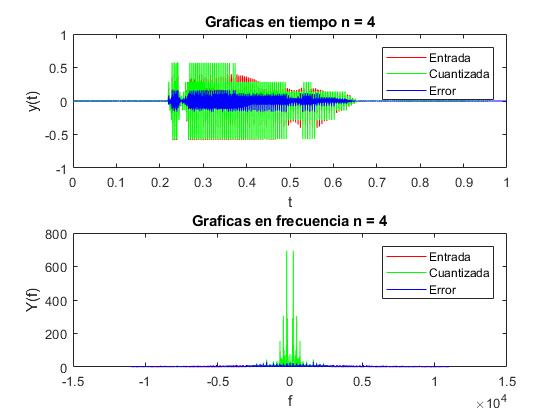 Graficas en tiempo n = 4
1
0.5
0
-0.5
-1
y(t)
Entrada
Cuantizada
Error
0 0.1 0.2 0.3 0.4 0.5 0.6 0.7 0.8 0.9 1
t
Graficas en frecuencia n = 4
800
600
400
200
0
Y(f)
Entrada
Cuantizada
Error
-1.5 -1 -0.5 0 0.5 1 1.5
f
×10^4